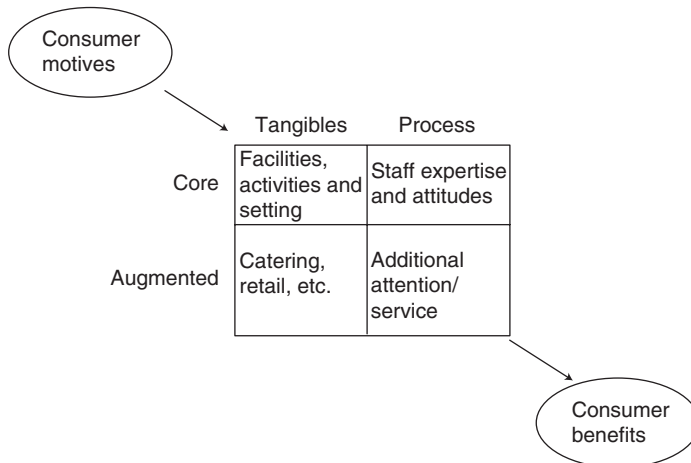 Consumer
motives
Tangibles Process
Core
Facilities,
activities and
setting
Staff expertise
and attitudes
Augmented
Catering,
retail, etc.
Additional
attention/
service
Consumer
benefits